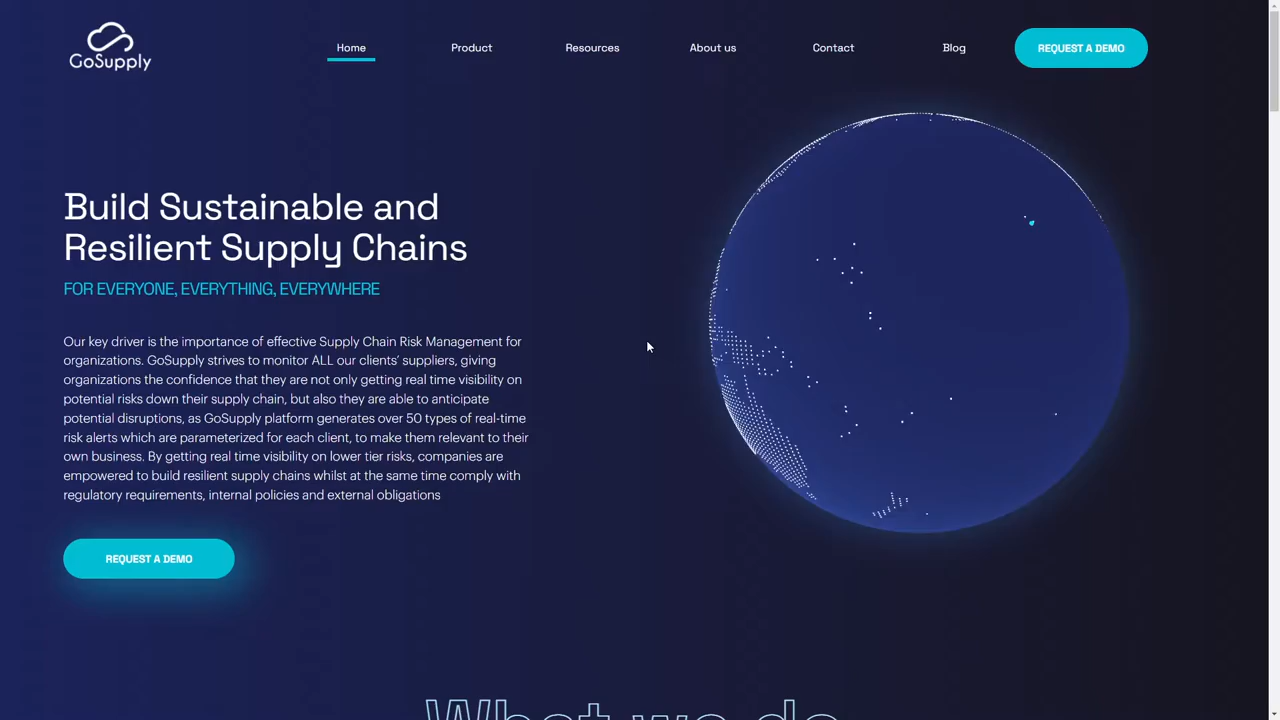 GoSupply
Home
Product
Resources
About us
Contact
Blog
REQUEST A DEMO
Build Sustainable and
Resilient Supply Chains
FOR EVERYONE, EVERYTHING, EVERYWHERE
Our key driver is the importance of effective Supply Chain Risk Management for
organizations. GoSupply strives to monitor ALL our clients’ suppliers, giving
organizations the confidence that they are not only getting real time visibility on
potential risks down their supply chain, but also they are able to anticipate
potential disruptions, as GoSupply platform generates over 50 types of real-time
risk alerts which are parameterized for each client, to make them relevant to their
own business. By getting real time visibility on lower tier risks, companies are
empowered to build resilient supply chains whilst at the same time comply with
regulatory requirements, internal policies and external obligations
REQUEST A DEMO
What we do